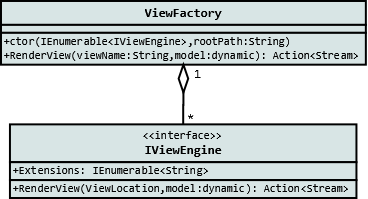 ViewFactory
+ctor(IEnumerable<IViewEngine>,rootPath:String)
+RenderView(viewName:String,model:dynamic): Action<Stream>
1
*
<<interface>>
IViewEngine
+Extensions: IEnumerable<String>
+RenderView(ViewLocation,model:dynamic): Action<Stream>